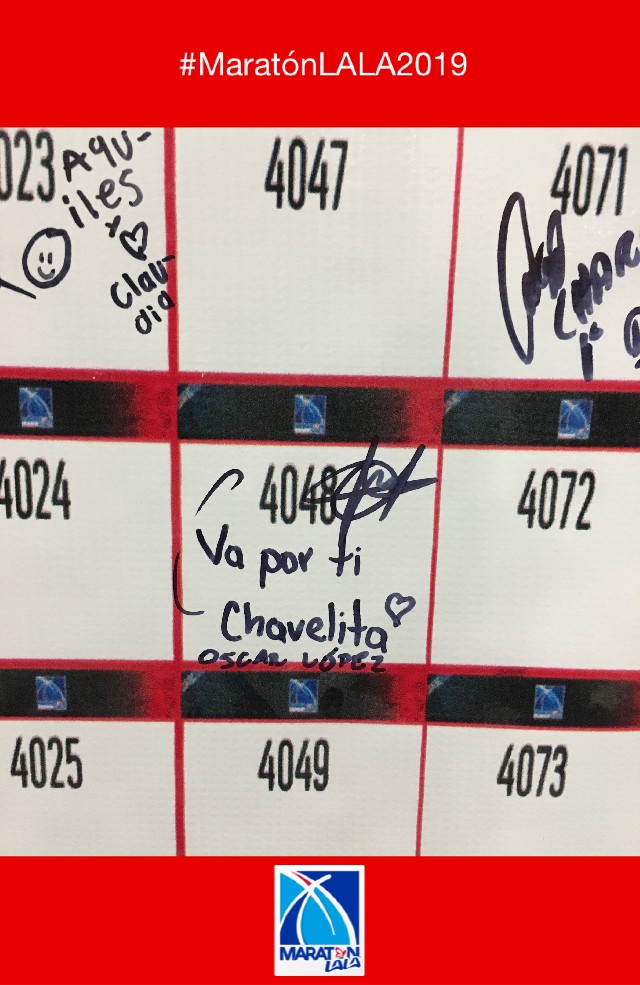 #MaratónLALA2019
023
Aqu-
iles
y
Clau-
dia
4047
4071
4024
4048
Va por ti
Chavelita
OSCAR LÓPEZ
4072
4025
4049
4073
MARATÓN
LALA